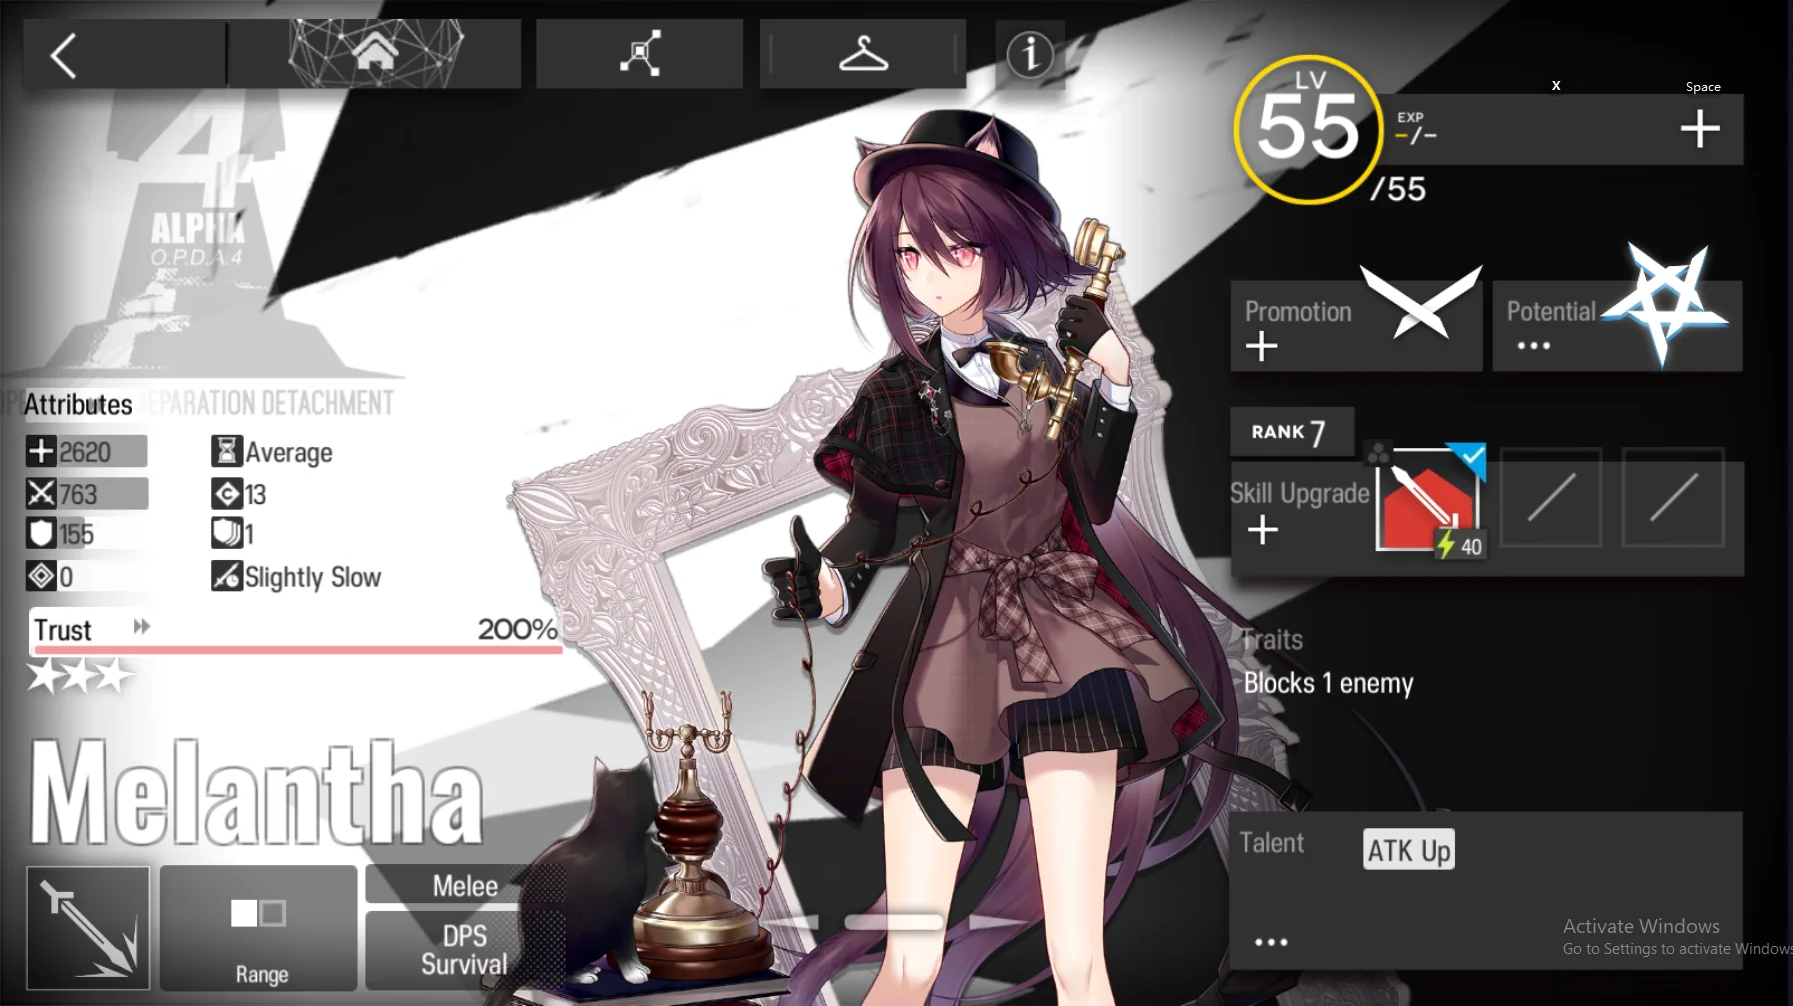 LV
55
/55
EXP
-/-
x
Space
4
ALPHA
O.P.D.A.4
EPARATION DETACHMENT
Attributes
2620
Average
763
13
155
1
0
Slightly Slow
Trust
200%
Melantha
Range
Melee
DPS
Survival
Promotion
Potential
RANK 7
Skill Upgrade
40
Traits
Blocks 1 enemy
Talent
ATK Up
Activate Windows
Go to Settings to activate Windows